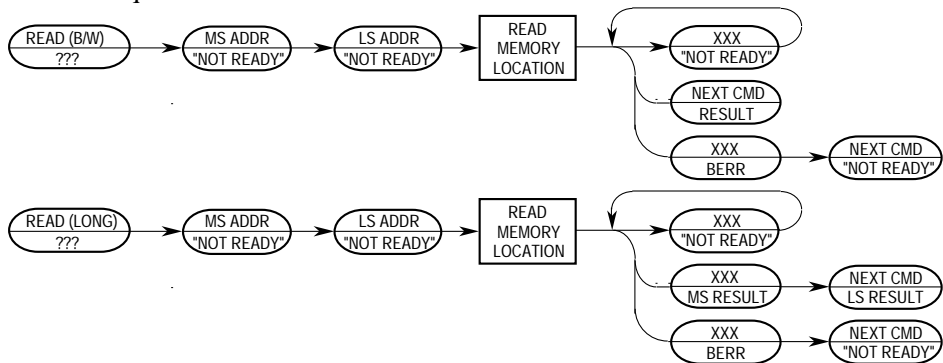 READ (B/W)
???
MS ADDR
"NOT READY"
LS ADDR
"NOT READY"
READ
MEMORY
LOCATION
XXX
"NOT READY"
NEXT CMD
RESULT
XXX
BERR
NEXT CMD
"NOT READY"
READ (LONG)
???
MS ADDR
"NOT READY"
LS ADDR
"NOT READY"
READ
MEMORY
LOCATION
XXX
"NOT READY"
XXX
MS RESULT
NEXT CMD
LS RESULT
XXX
BERR
NEXT CMD
"NOT READY"